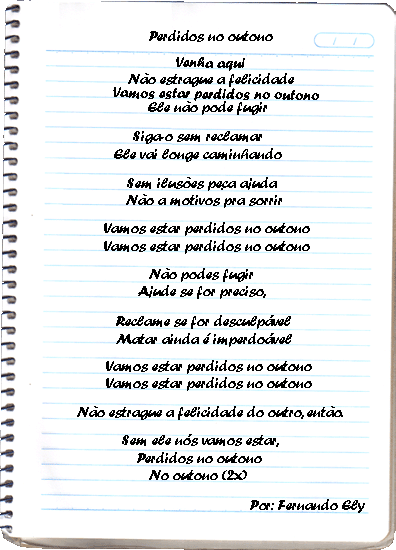 Perdidos no outono
Venha aqui
Não estrague a felicidade
Vamos estar perdidos no outono
Ele não pode fugir
Siga-o sem reclamar
Ele vai longe caminhando
Sem ilusões peça ajuda
Não a motivos pra sorrir
Vamos estar perdidos no outono
Vamos estar perdidos no outono
Não podes fugir
Ajude se for preciso,
Reclame se for desculpável
Matar ainda é imperdoável
Vamos estar perdidos no outono
Vamos estar perdidos no outono
Não estrague a felicidade do outro, então.
Sem ele nós vamos estar,
Perdidos no outono
No outono (2x)
Por: Fernando Ely